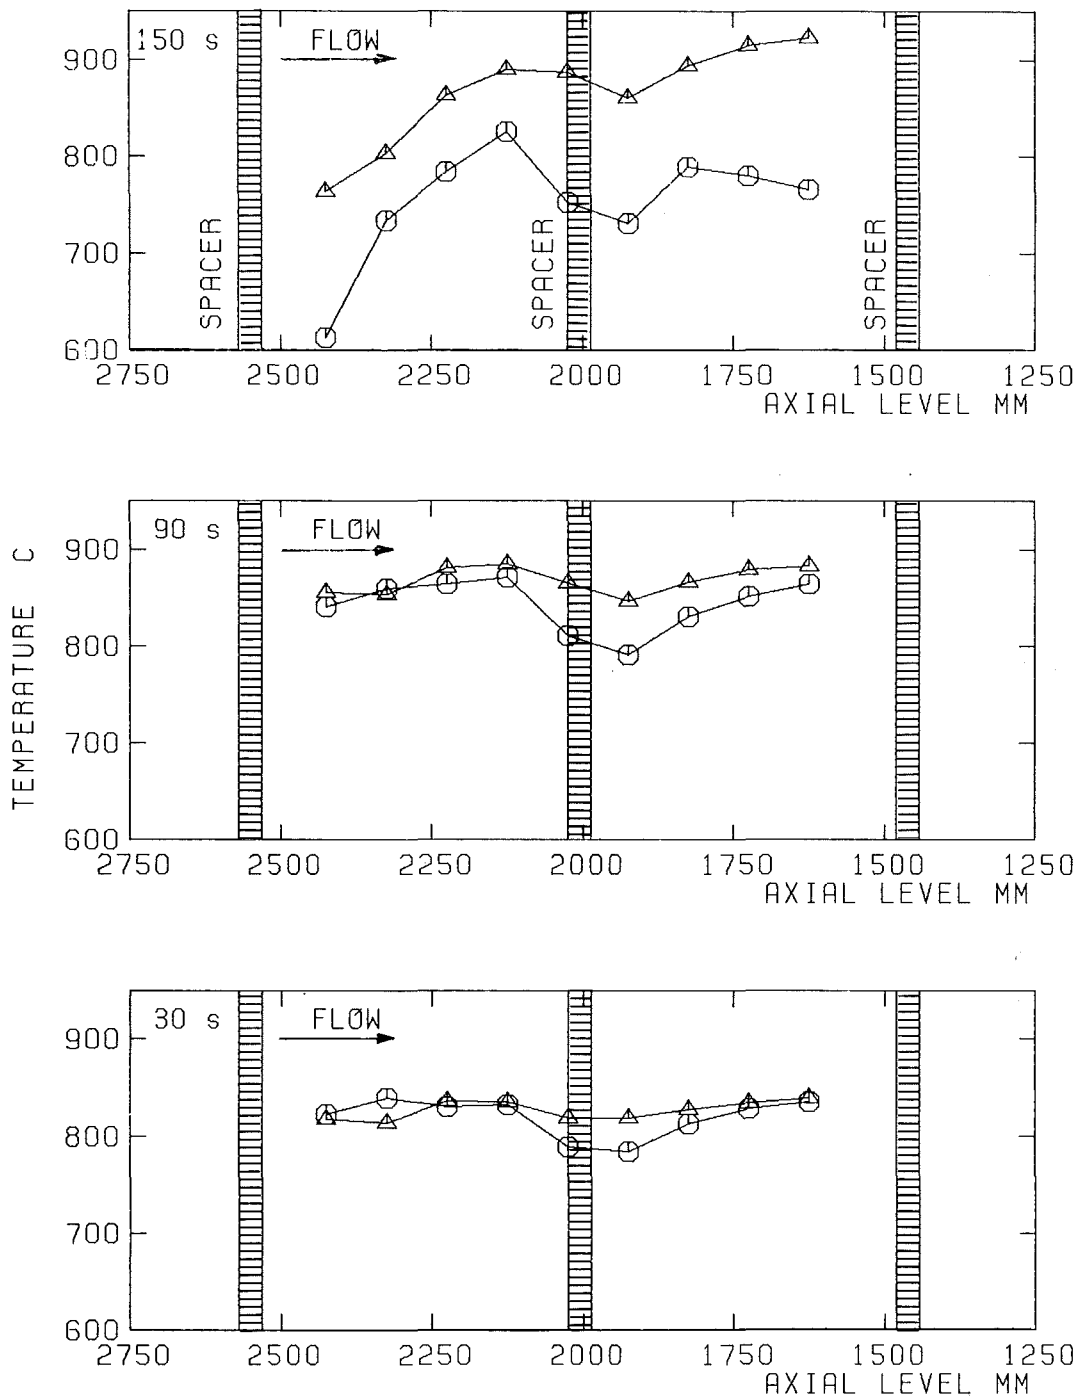 150 s FLOW
900
800
700
600
SPACER SPACER SPACER
2750 2500 2250 2000 1750 1500 1250
AXIAL LEVEL MM
TEMPERATURE C
90 s FLOW
900
800
700
600
2750 2500 2250 2000 1750 1500 1250
AXIAL LEVEL MM
30 s FLOW
900
800
700
600
2750 2500 2250 2000 1750 1500 1250
AXIAL LEVEL MM